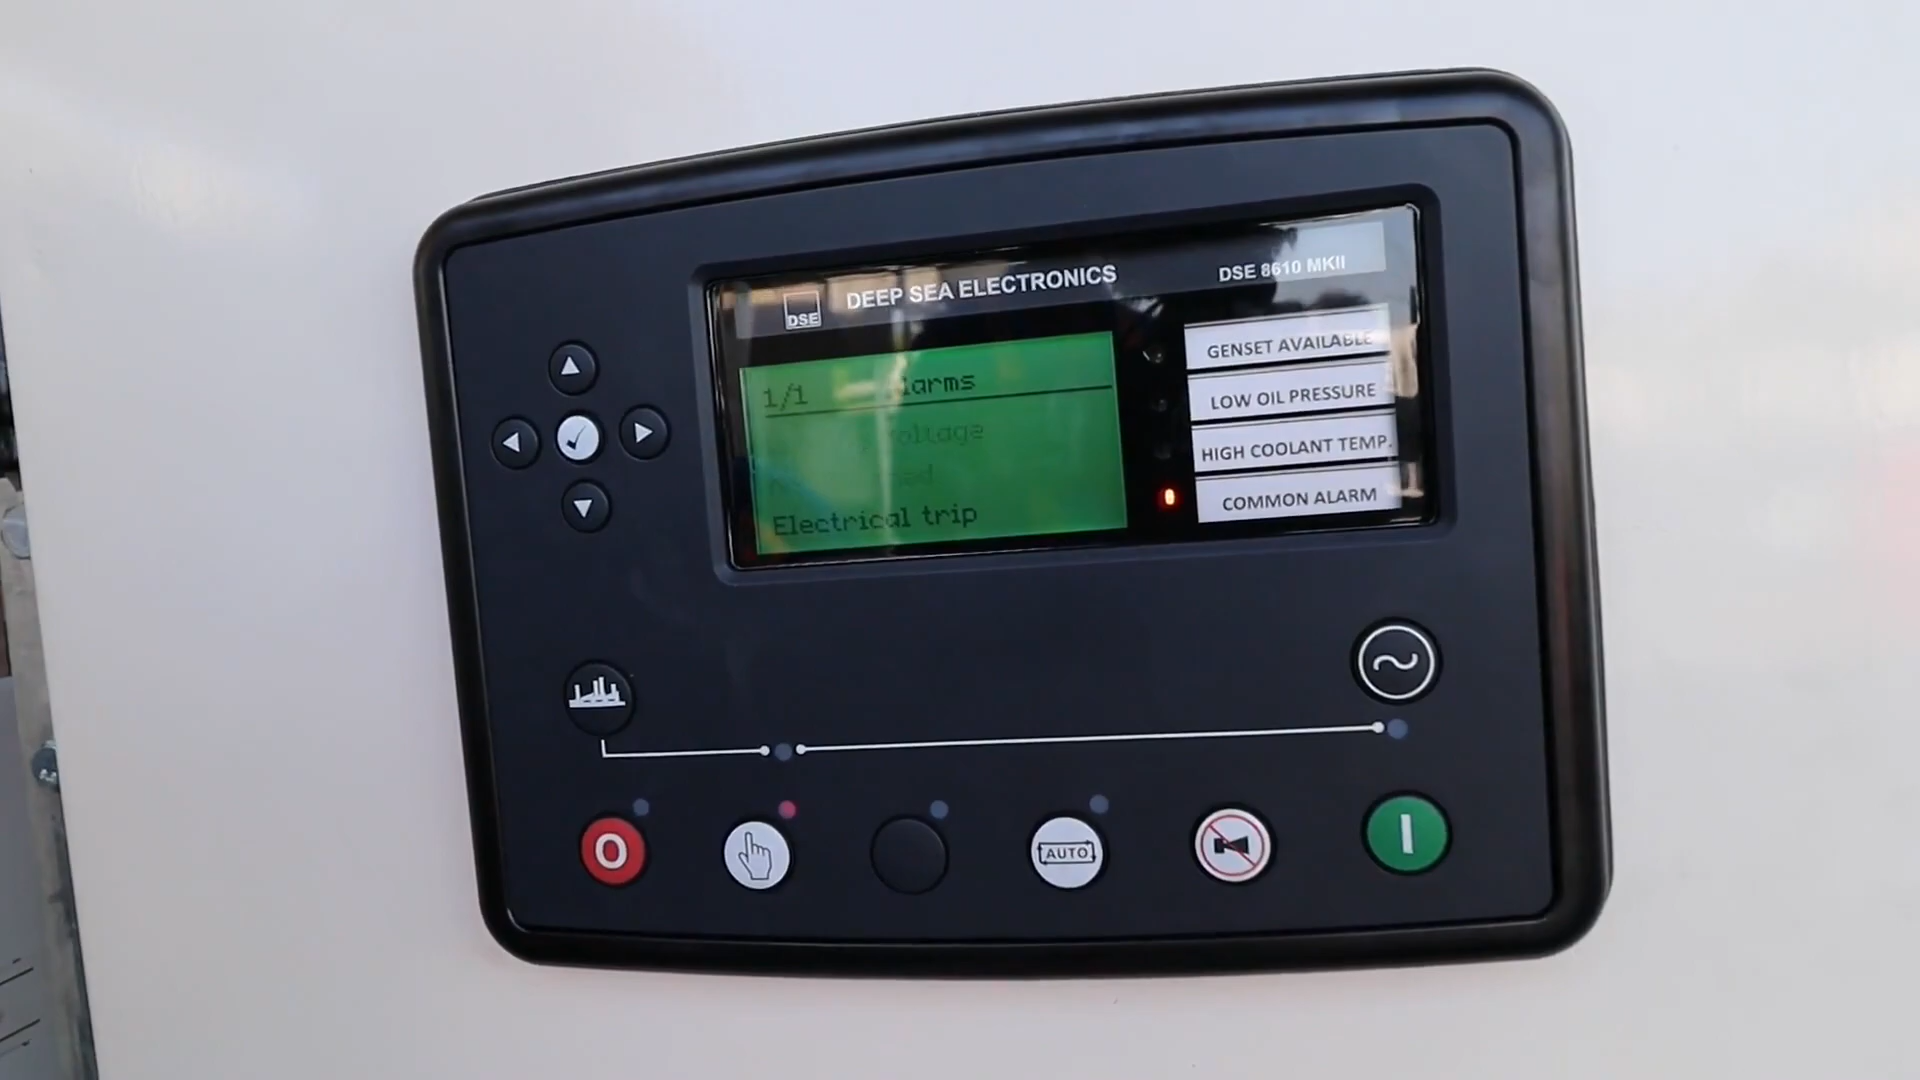 DSE
DEEP SEA ELECTRONICS
DSE 8610 MKII
1/1
Electrical trip
GENSET AVAILABLE
LOW OIL PRESSURE
HIGH COOLANT TEMP.
COMMON ALARM
O
AUTO
I